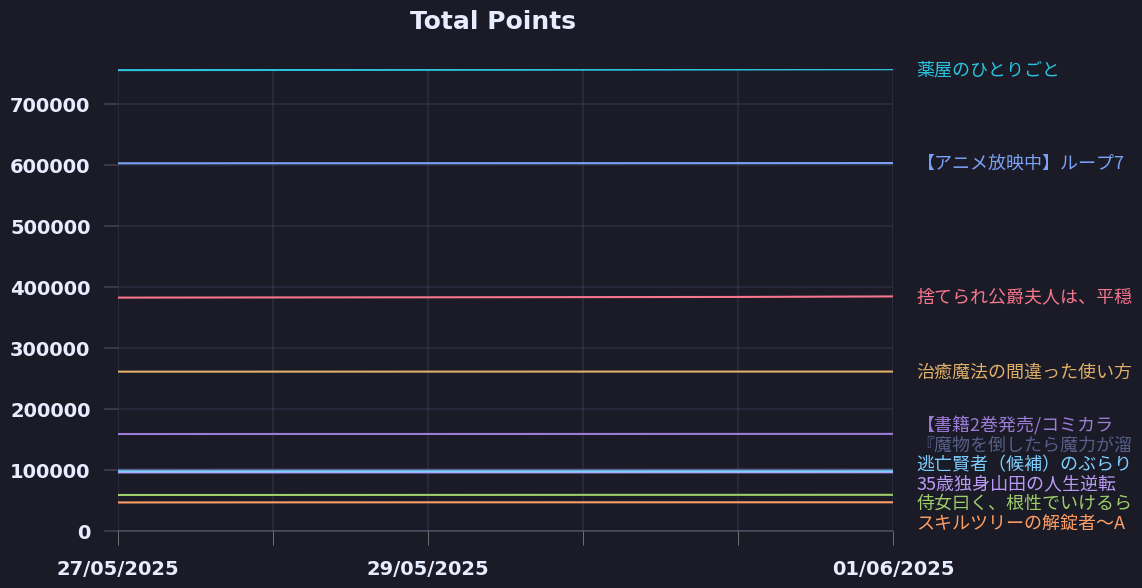 Total Points
薬屋のひとりごと
700000
【アニメ放映中】ループ7
600000
500000
400000
捨てられ公爵夫人は、平穏
300000
治癒魔法の間違った使い方
200000
【書籍2巻発売/コミカラ
『魔物を倒したら魔力が溜
100000
逃亡賢者（候補）のぶらり
35歳独身山田の人生逆転
侍女曰く、根性でいけるら
スキルツリーの解錠者～A
0
27/05/2025
29/05/2025
01/06/2025